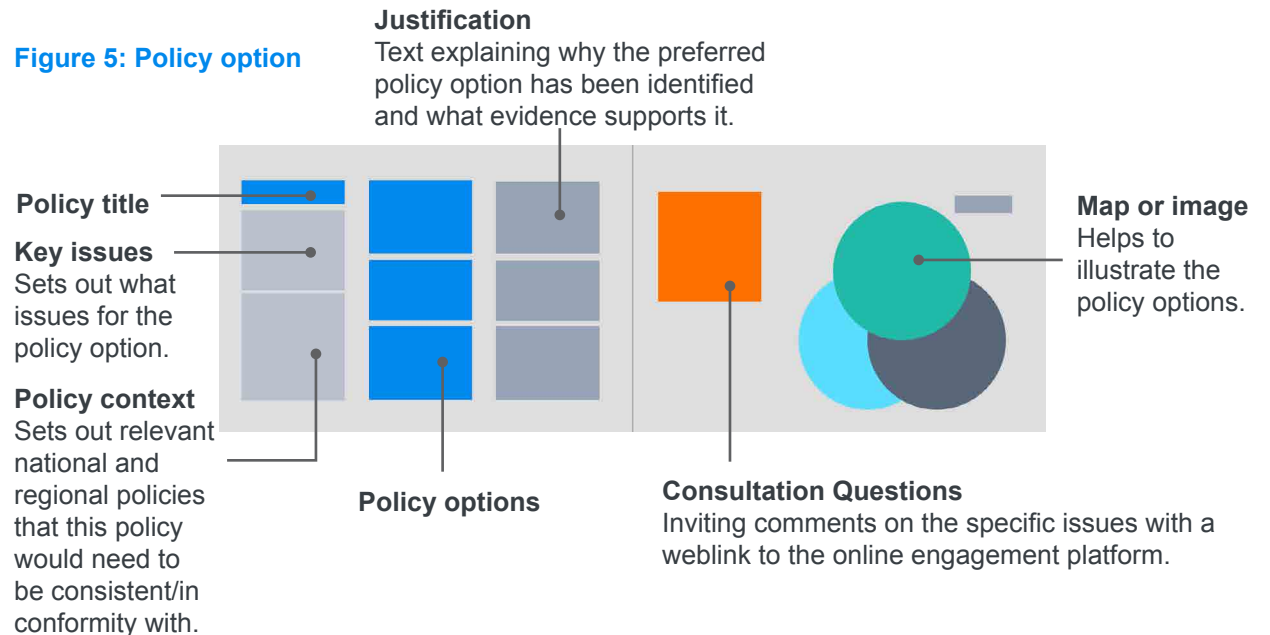 Figure 5: Policy option
Justification
Text explaining why the preferred
policy option has been identified
and what evidence supports it.
Policy title
Key issues
Sets out what
issues for the
policy option.
Policy context
Sets out relevant
national and
regional policies
that this policy
would need to
be consistent/in
conformity with.
Policy options
Consultation Questions
Inviting comments on the specific issues with a
weblink to the online engagement platform.
Map or image
Helps to
illustrate the
policy options.